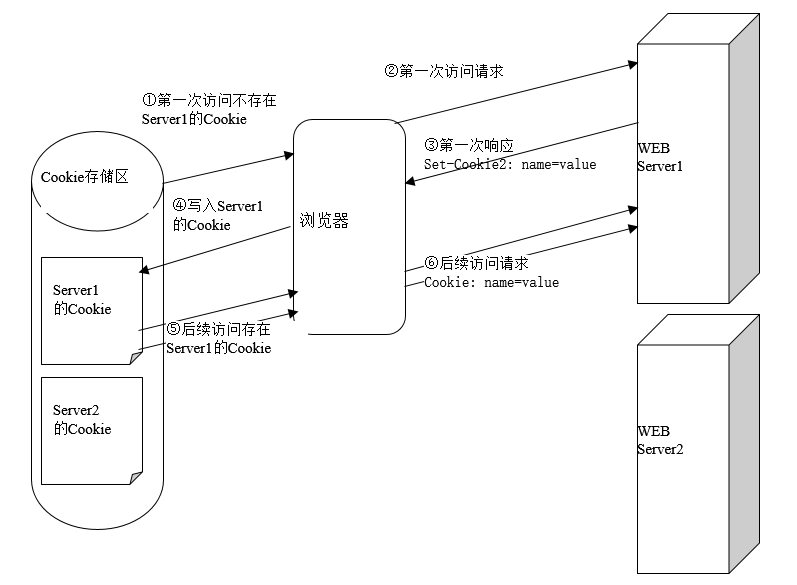 ②第一次访问请求
①第一次访问不存在
Server1的Cookie
③第一次响应
Set-Cookie2: name=value
WEB
Server1
Cookie存储区
④写入Server1
的Cookie
浏览器
⑥后续访问请求
Cookie: name=value
Server1
的Cookie
⑤后续访问存在
Server1的Cookie
Server2
的Cookie
WEB
Server2